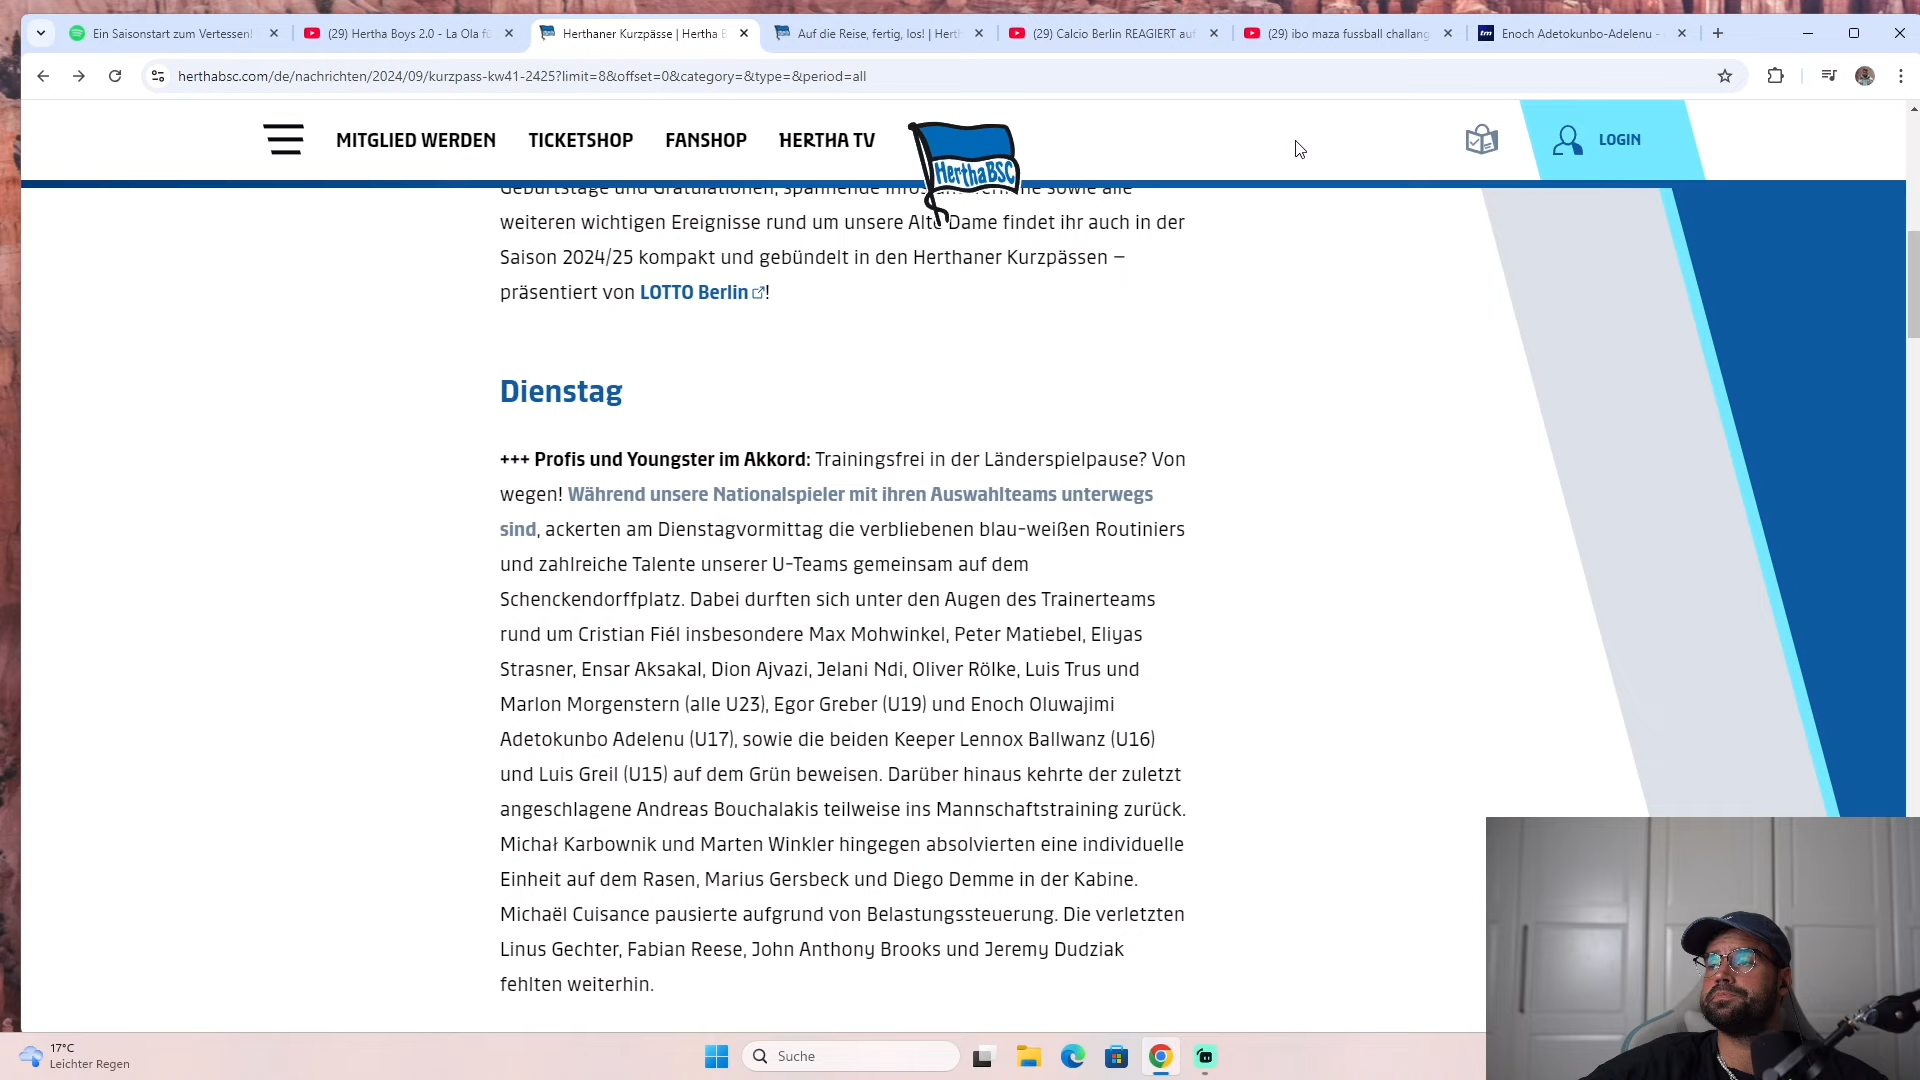 Ein Saisonstart zum Vertessen!
(29) Hertha Boys 2.0 - La Ola fü
Herthaner Kurzpässe | Hertha B
Auf die Reise, fertig, los! | Herth
(29) Calcio Berlin REAGIERT auf
(29) ibo maza fussball challang
tm
Enoch Adetokunbo-Adelenu -
herthabsc.com/de/nachrichten/2024/09/kurzpass-kw41-2425?limit=8&offset=0&category=&type=&period=all
MITGLIED WERDEN
TICKETSHOP
FANSHOP
HERTHA TV
HerthaBSC
LOGIN
Geburtstage und Gratulationen, spannende Infos
sowie alle
weiteren wichtigen Ereignisse rund um unsere Alte Dame findet ihr auch in der
Saison 2024/25 kompakt und gebündelt in den Herthaner Kurzpässen –
präsentiert von LOTTO Berlin!
Dienstag
+++ Profis und Youngster im Akkord: Trainingsfrei in der Länderspielpause? Von
wegen! Während unsere Nationalspieler mit ihren Auswahlteams unterwegs
sind, ackerten am Dienstagvormittag die verbliebenen blau-weißen Routiniers
und zahlreiche Talente unserer U-Teams gemeinsam auf dem
Schenckendorffplatz. Dabei durften sich unter den Augen des Trainerteams
rund um Cristian Fiél insbesondere Max Mohwinkel, Peter Matiebel, Eliyas
Strasner, Ensar Aksakal, Dion Ajvazi, Jelani Ndi, Oliver Rölke, Luis Trus und
Marlon Morgenstern (alle U23), Egor Greber (U19) und Enoch Oluwajimi
Adetokunbo Adelenu (U17), sowie die beiden Keeper Lennox Ballwanz (U16)
und Luis Greil (U15) auf dem Grün beweisen. Darüber hinaus kehrte der zuletzt
angeschlagene Andreas Bouchalakis teilweise ins Mannschaftstraining zurück.
Michał Karbownik und Marten Winkler hingegen absolvierten eine individuelle
Einheit auf dem Rasen, Marius Gersbeck und Diego Demme in der Kabine.
Michaël Cuisance pausierte aufgrund von Belastungssteuerung. Die verletzten
Linus Gechter, Fabian Reese, John Anthony Brooks und Jeremy Dudziak
fehlten weiterhin.
17°C
Leichter Regen
Suche